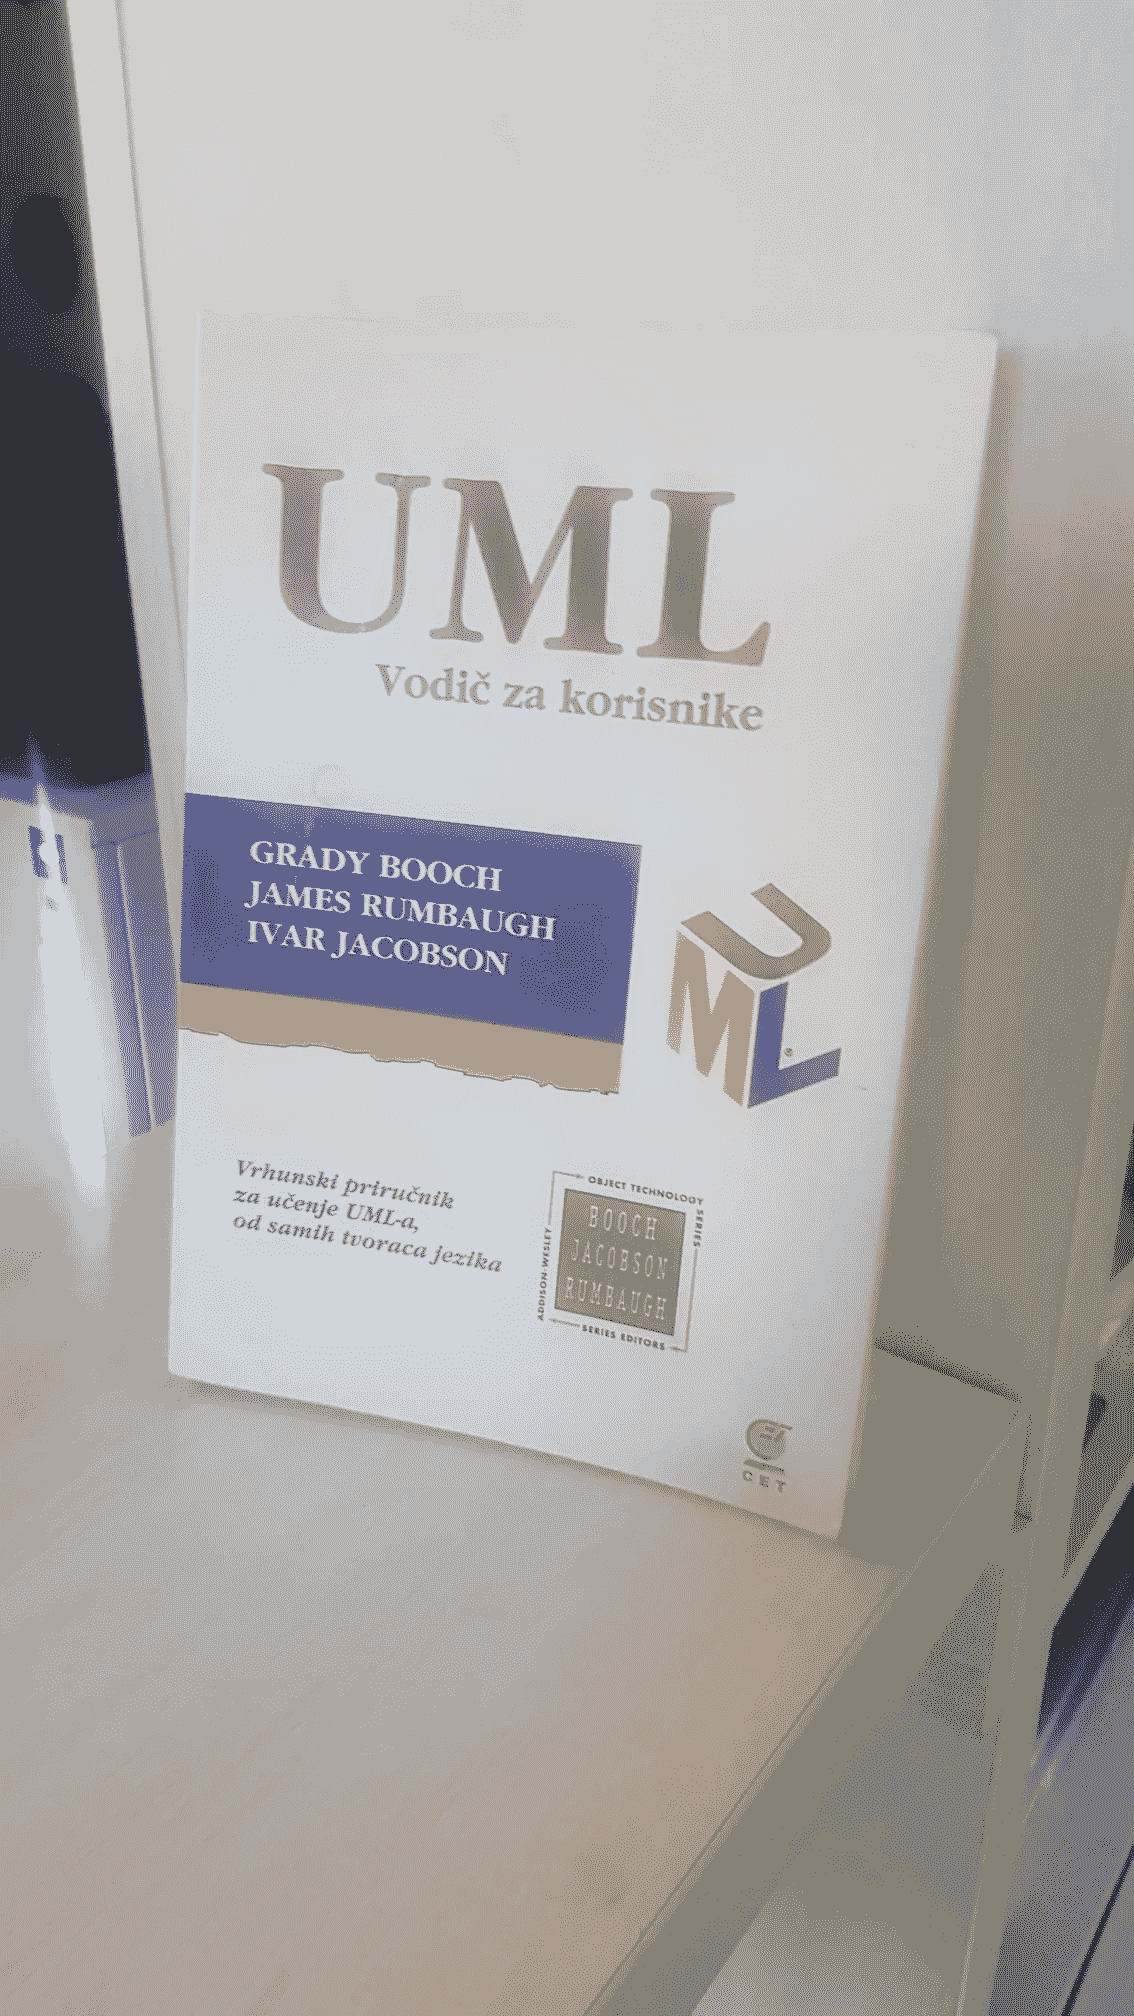 UML
Vodič za korisnike
GRADY BOOCH
JAMES RUMBAUGH
IVAR JACOBSON
UML
Vrhunski priručnik
za učenje UML-a,
od samih tvoraca jezika
OBJECT TECHNOLOGY
SERIES
BOOCH
JACOBSON
RUMBAUGH
ADDISON-WESLEY
SERIES EDITORS
CET